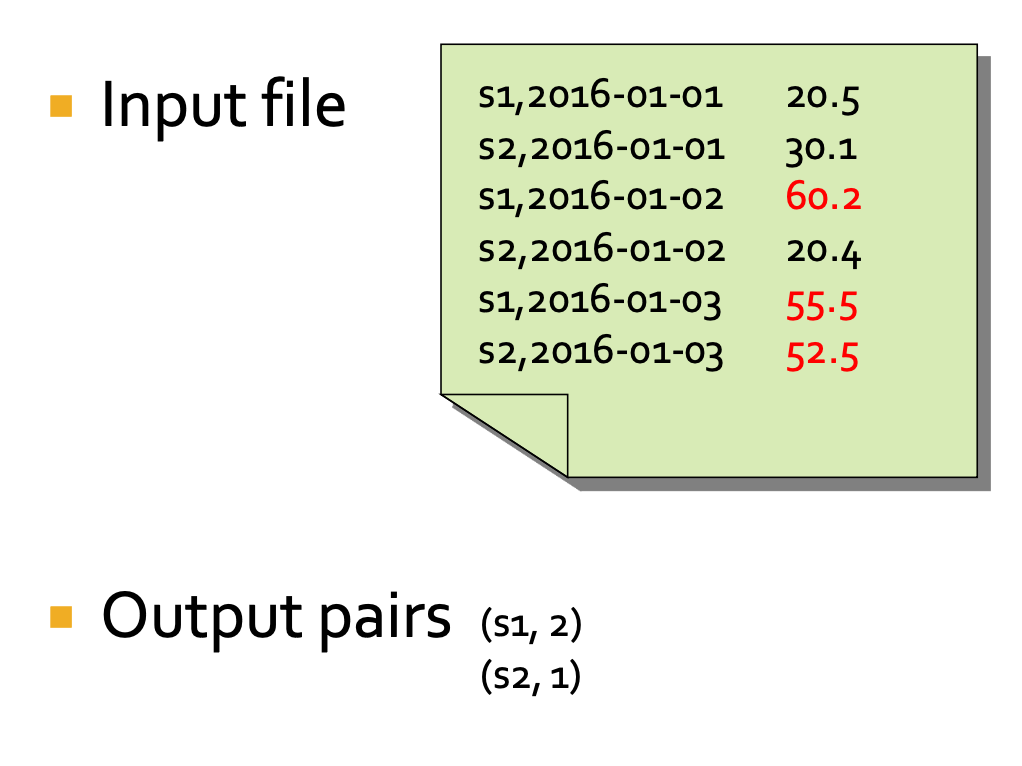 Input file
s1,2016-01-01 20.5
s2,2016-01-01 30.1
s1,2016-01-02 60.2
s2,2016-01-02 20.4
s1,2016-01-03 55.5
s2,2016-01-03 52.5
Output pairs
(s1, 2)
(s2, 1)